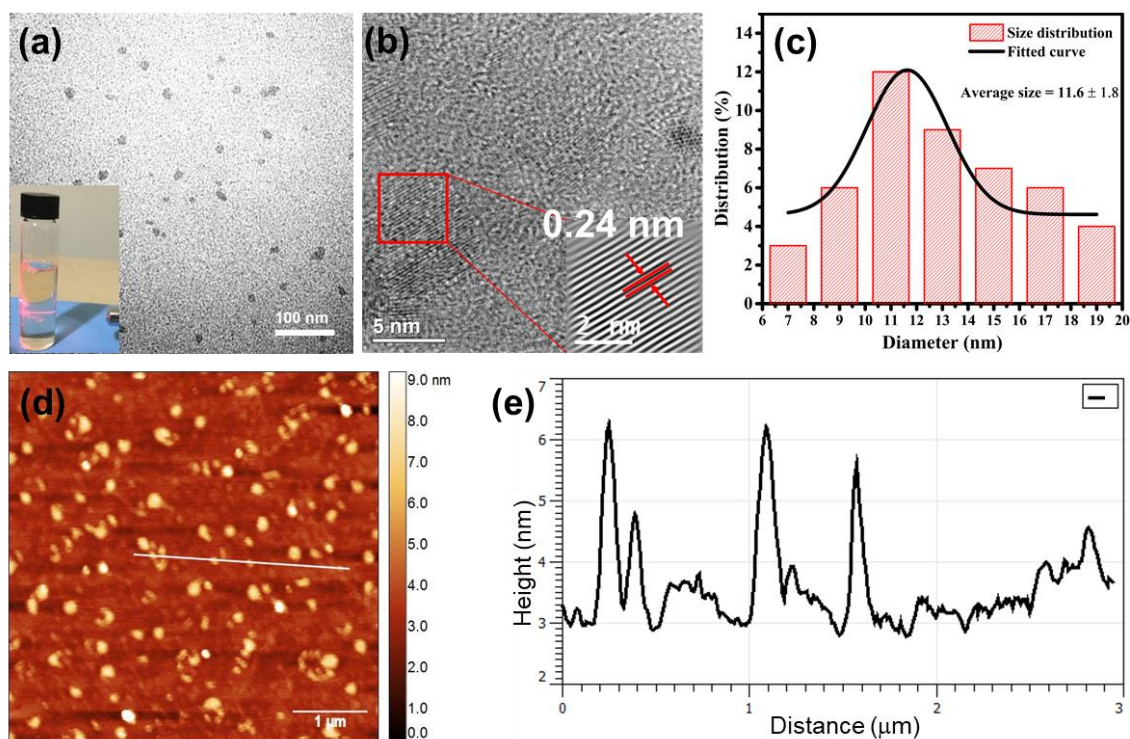 (a)
100 nm
(b)
0.24 nm
5 nm
2 nm
(c)
Size distribution
Fitted curve
Average size = 11.6 ± 1.8
Distribution (%)
14
12
10
8
6
4
2
0
6 7 8 9 10 11 12 13 14 15 16 17 18 19 20
Diameter (nm)
(d)
9.0 nm
8.0
7.0
6.0
5.0
4.0
3.0
2.0
1.0
0.0
1 µm
(e)
Height (nm)
7
6
5
4
3
2
0 1 2 3
Distance (µm)